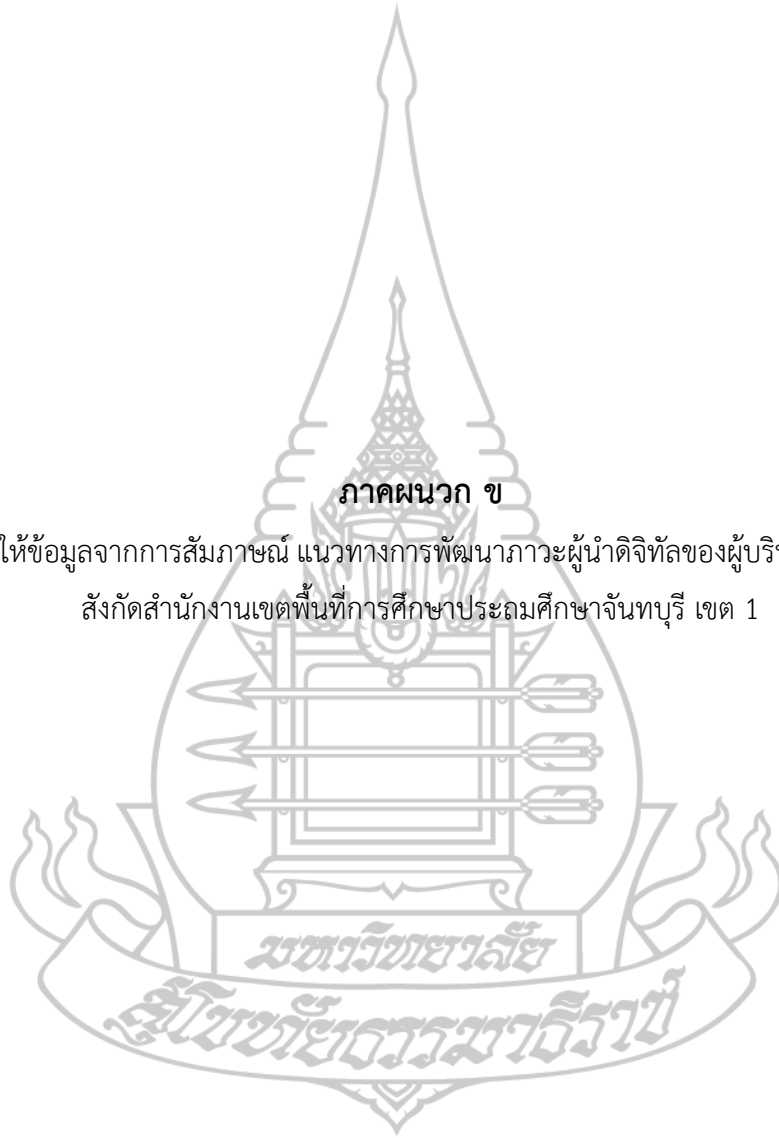 ภาคผนวก ข
ให้ข้อมูลจากการสัมภาษณ์ แนวทางการพัฒนาภาวะผู้นำดิจิทัลของผู้บริ
สังกัดสำนักงานเขตพื้นที่การศึกษาประถมศึกษาจันทบุรี เขต 1
มหาวิทยาลัย
สุโขทัยธรรมาธิราช